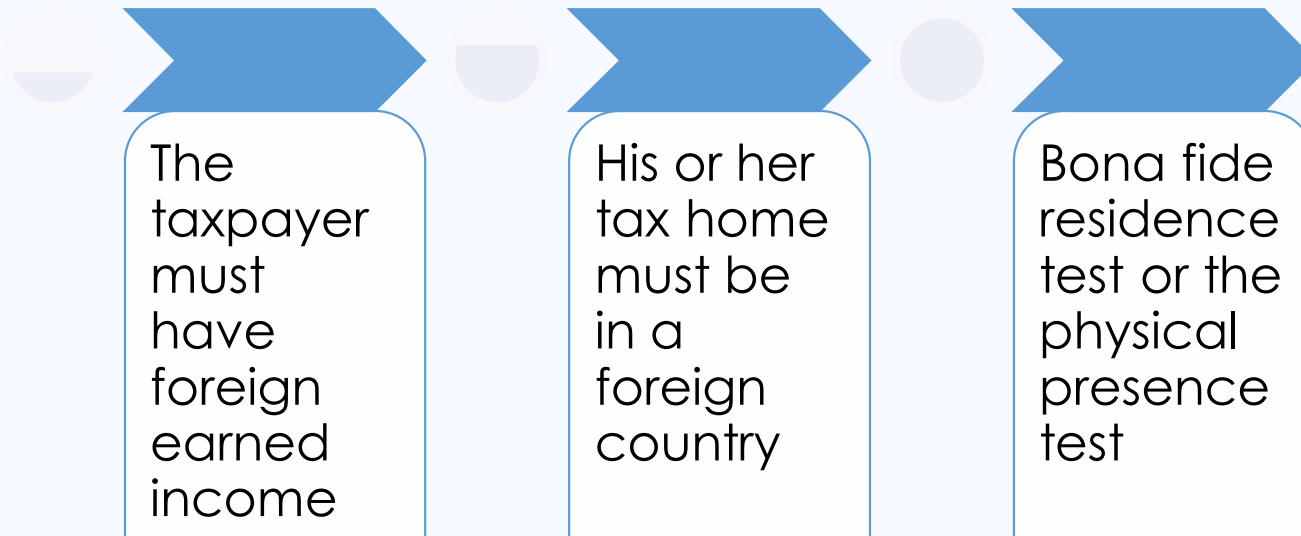 The
taxpayer
must
have
foreign
earned
income
His or her
tax home
must be
in a
foreign
country
Bona fide
residence
test or the
physical
presence
test